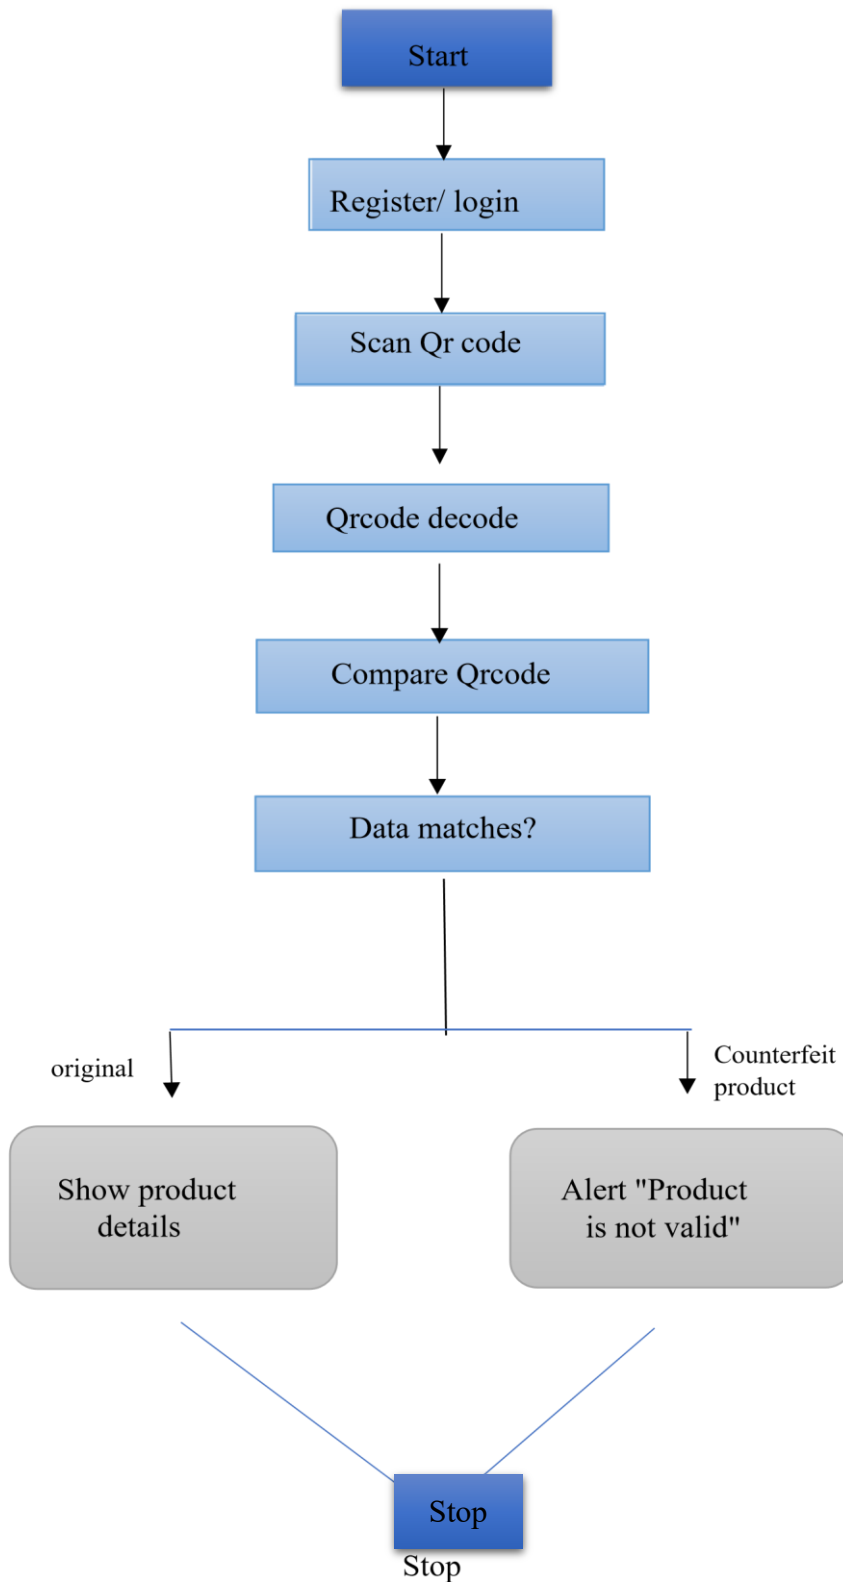 Start
Register/ login
Scan Qr code
Qrcode decode
Compare Qrcode
Data matches?
original
Counterfeit
product
Show product
details
Alert "Product
is not valid"
Stop
Stop